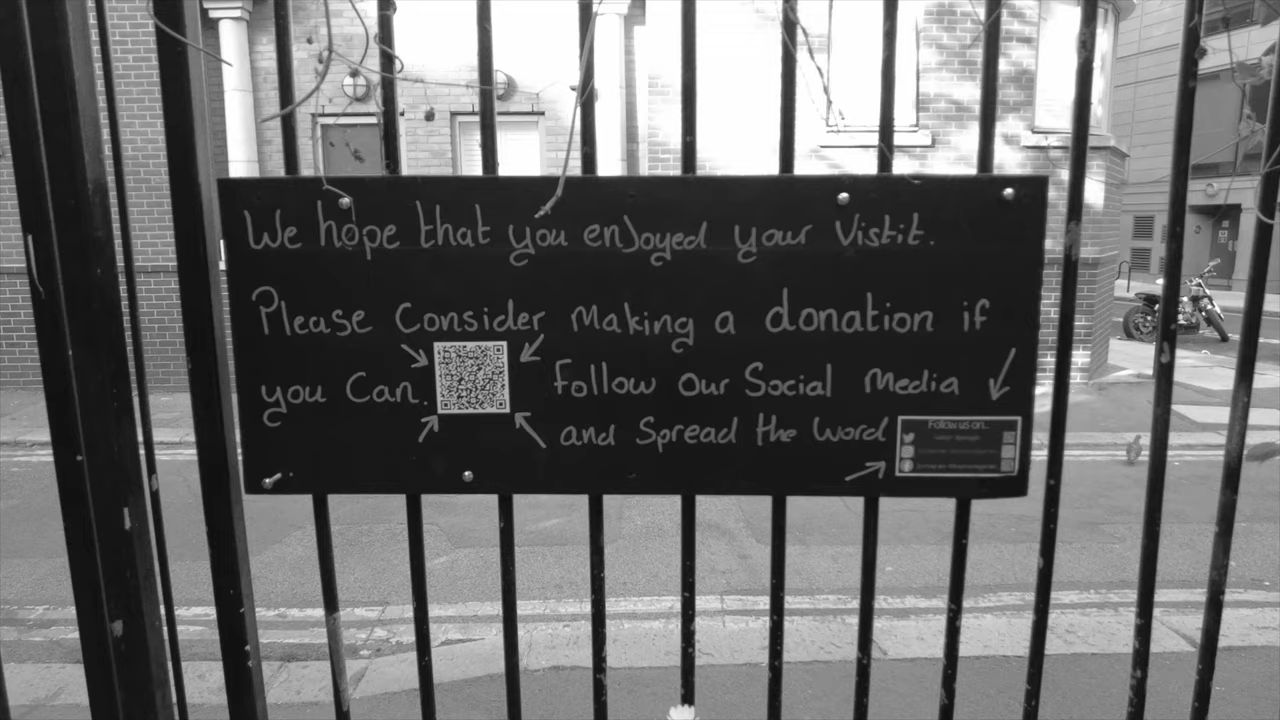 We hope that you enjoyed your Vistit.
Please Consider Making a donation if
you Can.
Follow our Social Media
and Spread the Word
Follow us on...